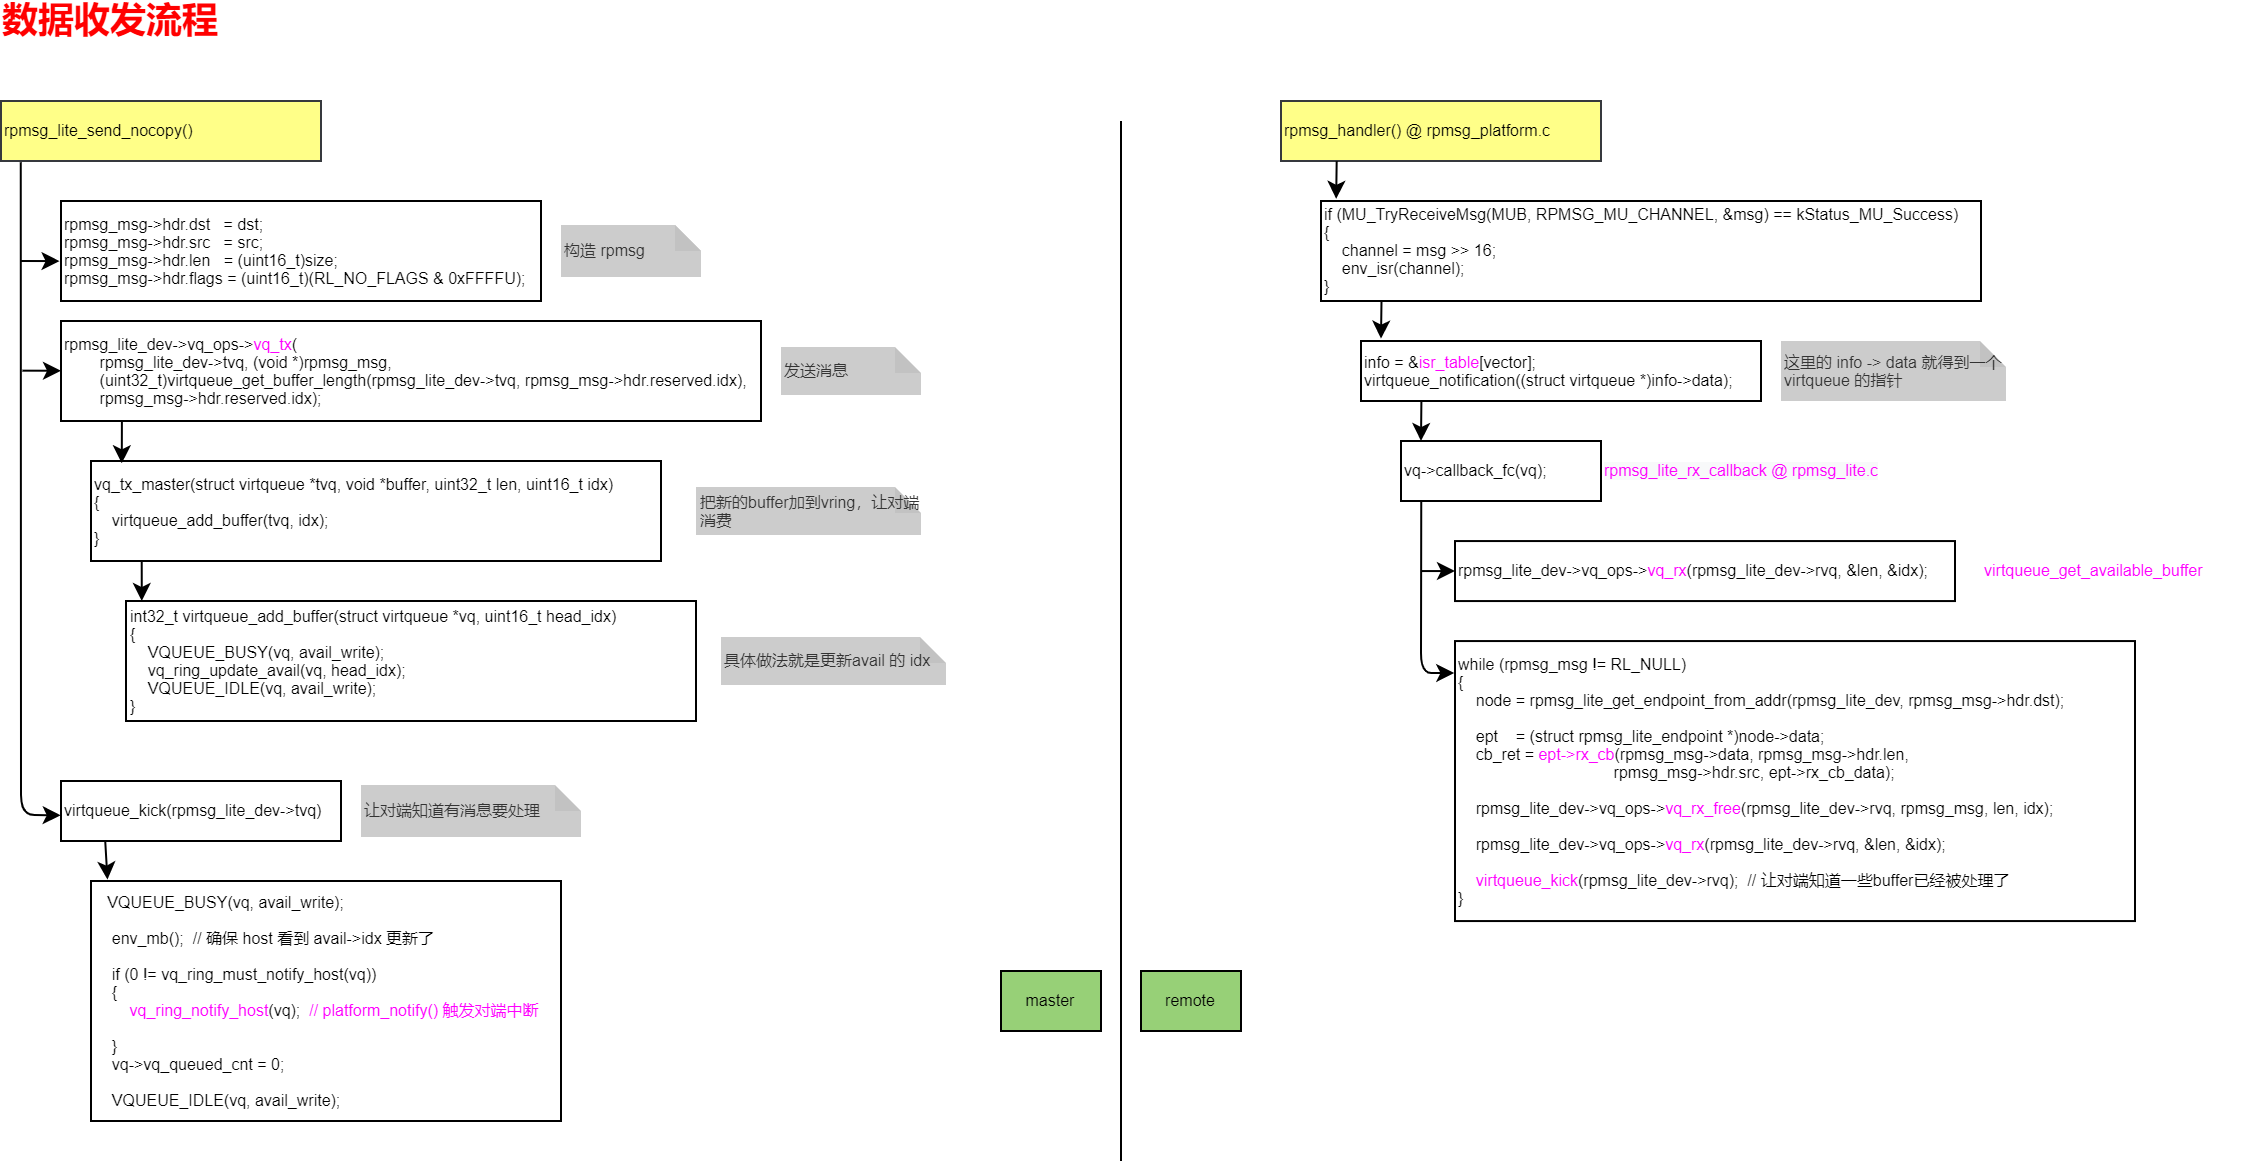 数据收发流程
rpmsg_lite_send_nocopy()
rpmsg_msg->hdr.dst   = dst;
rpmsg_msg->hdr.src   = src;
rpmsg_msg->hdr.len   = (uint16_t)size;
rpmsg_msg->hdr.flags = (uint16_t)(RL_NO_FLAGS & 0xFFFFU);
构造 rpmsg
rpmsg_lite_dev->vq_ops->vq_tx(
rpmsg_lite_dev->tvq, (void *)rpmsg_msg,
(uint32_t)virtqueue_get_buffer_length(rpmsg_lite_dev->tvq, rpmsg_msg->hdr.reserved.idx),
rpmsg_msg->hdr.reserved.idx);
发送消息
vq_tx_master(struct virtqueue *tvq, void *buffer, uint32_t len, uint16_t idx)
{
virtqueue_add_buffer(tvq, idx);
}
把新的buffer加到vring，让对端
消费
int32_t virtqueue_add_buffer(struct virtqueue *vq, uint16_t head_idx)
{
VQUEUE_BUSY(vq, avail_write);
vq_ring_update_avail(vq, head_idx);
VQUEUE_IDLE(vq, avail_write);
}
具体做法就是更新avail 的 idx
virtqueue_kick(rpmsg_lite_dev->tvq)
让对端知道有消息要处理
VQUEUE_BUSY(vq, avail_write);
env_mb();  // 确保 host 看到 avail->idx 更新了
if (0 != vq_ring_must_notify_host(vq))
{
vq_ring_notify_host(vq);  // platform_notify() 触发对端中断
}
vq->vq_queued_cnt = 0;
VQUEUE_IDLE(vq, avail_write);
master
remote
rpmsg_handler() @ rpmsg_platform.c
if (MU_TryReceiveMsg(MUB, RPMSG_MU_CHANNEL, &msg) == kStatus_MU_Success)
{
channel = msg >> 16;
env_isr(channel);
}
info = &isr_table[vector];
virtqueue_notification((struct virtqueue *)info->data);
这里的 info -> data 就得到一个
virtqueue 的指针
vq->callback_fc(vq);
rpmsg_lite_rx_callback @ rpmsg_lite.c
rpmsg_lite_dev->vq_ops->vq_rx(rpmsg_lite_dev->rvq, &len, &idx);
virtqueue_get_available_buffer
while (rpmsg_msg != RL_NULL)
{
node = rpmsg_lite_get_endpoint_from_addr(rpmsg_lite_dev, rpmsg_msg->hdr.dst);
ept    = (struct rpmsg_lite_endpoint *)node->data;
cb_ret = ept->rx_cb(rpmsg_msg->data, rpmsg_msg->hdr.len,
rpmsg_msg->hdr.src, ept->rx_cb_data);
rpmsg_lite_dev->vq_ops->vq_rx_free(rpmsg_lite_dev->rvq, rpmsg_msg, len, idx);
rpmsg_lite_dev->vq_ops->vq_rx(rpmsg_lite_dev->rvq, &len, &idx);
virtqueue_kick(rpmsg_lite_dev->rvq);  // 让对端知道一些buffer已经被处理了
}